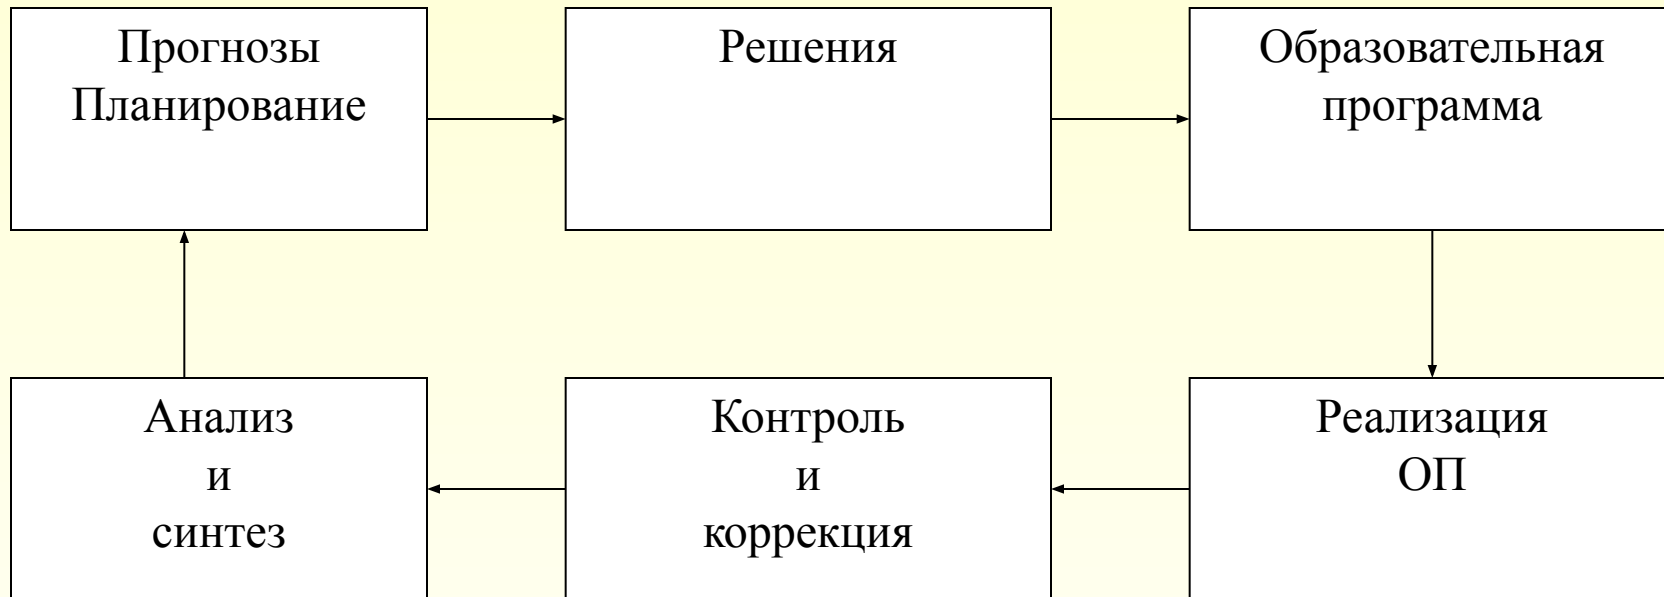 Прогнозы
Планирование
Решения
Образовательная
программа
Анализ
и
синтез
Контроль
и
коррекция
Реализация
ОП